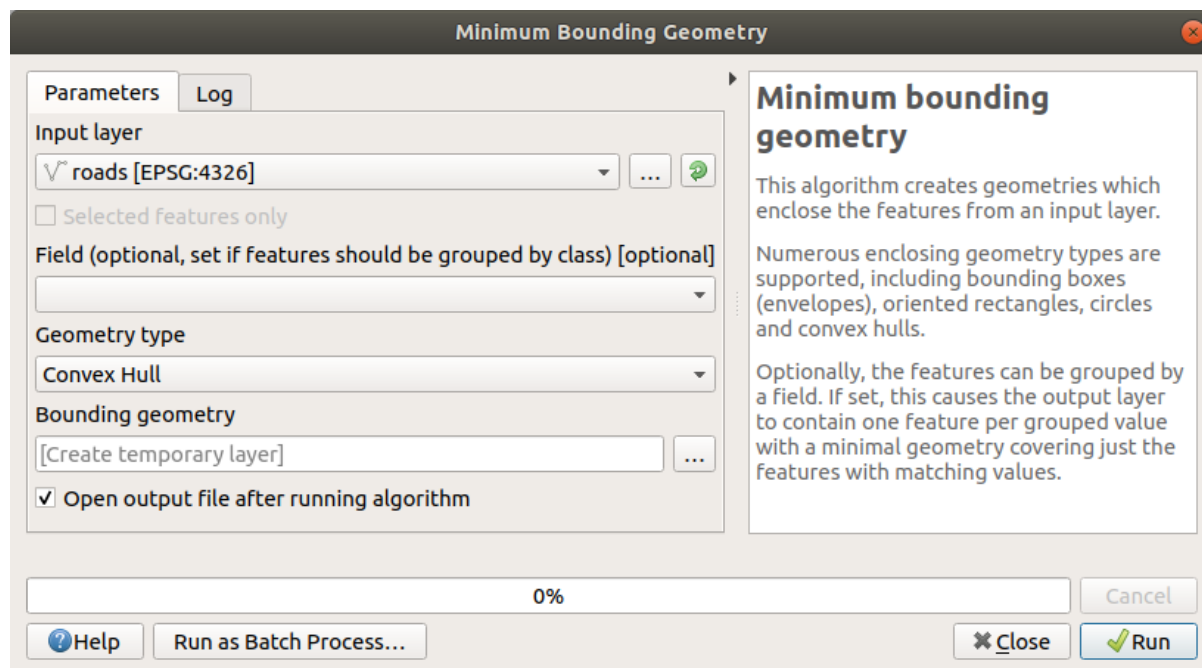 Minimum Bounding Geometry
Parameters
Log
Input layer
roads [EPSG:4326]
...
Selected features only
Field (optional, set if features should be grouped by class) [optional]
Geometry type
Convex Hull
Bounding geometry
[Create temporary layer]
...
Open output file after running algorithm
Minimum bounding
geometry
This algorithm creates geometries which
enclose the features from an input layer.
Numerous enclosing geometry types are
supported, including bounding boxes
(envelopes), oriented rectangles, circles
and convex hulls.
Optionally, the features can be grouped by
a field. If set, this causes the output layer
to contain one feature per grouped value
with a minimal geometry covering just the
features with matching values.
0%
Cancel
Help
Run as Batch Process...
Close
Run